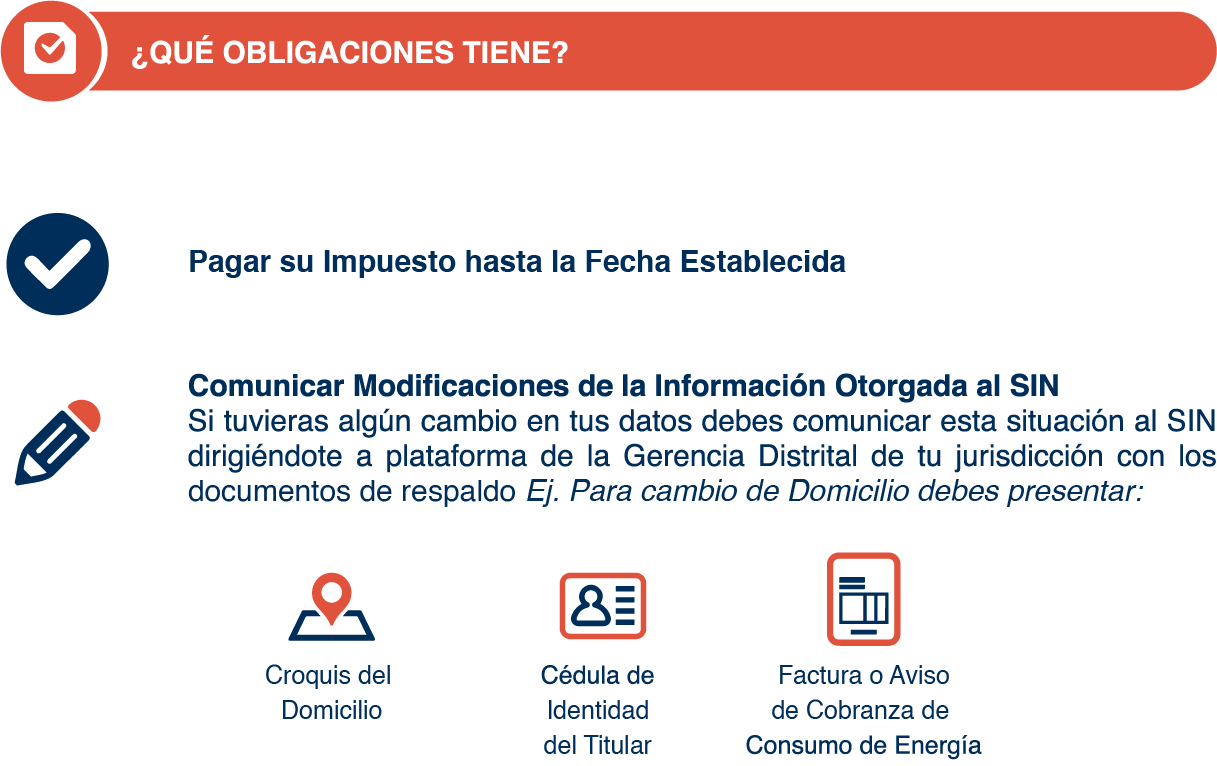 ¿QUÉ OBLIGACIONES TIENE?
Pagar su Impuesto hasta la Fecha Establecida
Comunicar Modificaciones de la Información Otorgada al SIN
Si tuvieras algún cambio en tus datos debes comunicar esta situación al SIN
dirigiéndote a plataforma de la Gerencia Distrital de tu jurisdicción con los
documentos de respaldo Ej. Para cambio de Domicilio debes presentar:
Croquis del
Domicilio
Cédula de
Identidad
del Titular
Factura o Aviso
de Cobranza de
Consumo de Energía